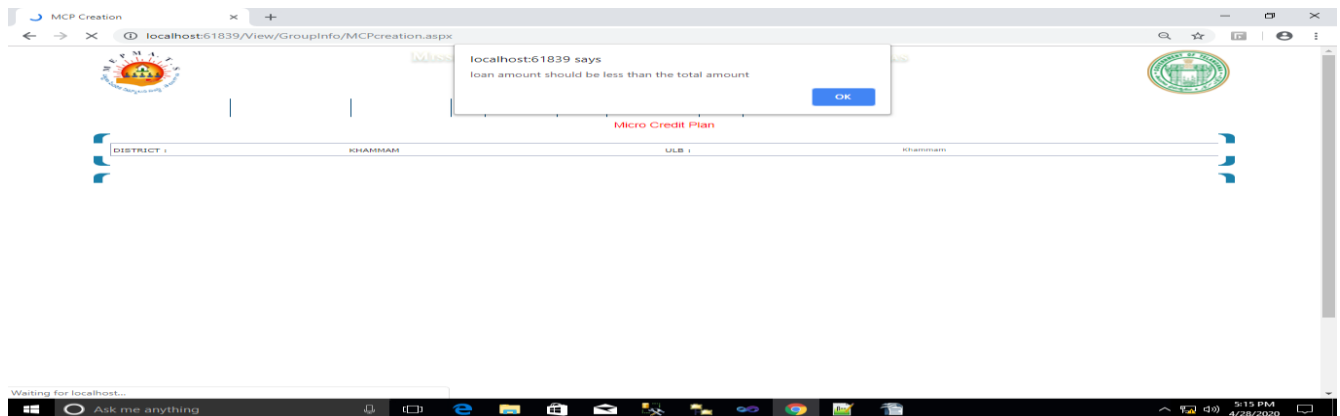 MCP Creation
localhost:61839/View/GroupInfo/MCPcreation.aspx
localhost:61839 says
loan amount should be less than the total amount
OK
Micro Credit Plan
DISTRICT : KHAMMAM ULB : Khammam
Waiting for localhost...
Ask me anything
5:15 PM
4/28/2020